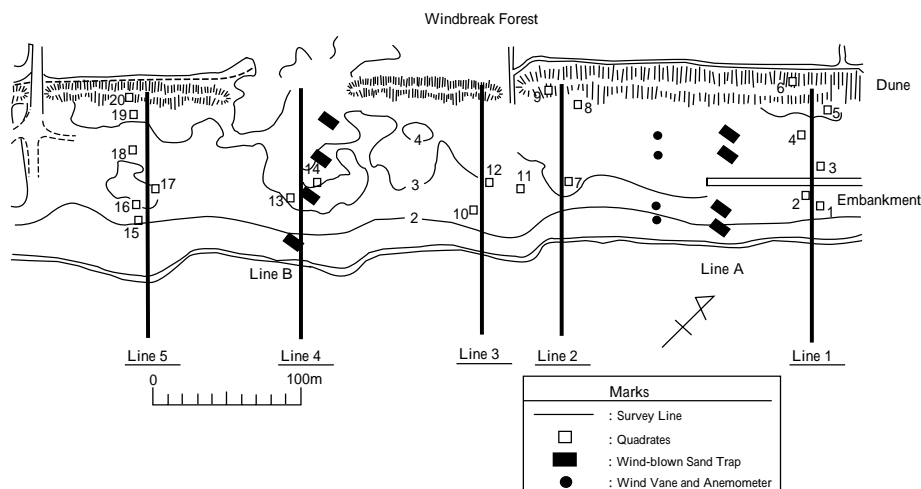 Windbreak Forest
Dune
20
19
18
17
16
15
14
13
12
11
10
9
8
7
6
5
4
3
2
1
4
3
2
Embankment
Line B
Line A
Line 5
Line 4
Line 3
Line 2
Line 1
0
100m
Marks
: Survey Line
: Quadrates
: Wind-blown Sand Trap
: Wind Vane and Anemometer